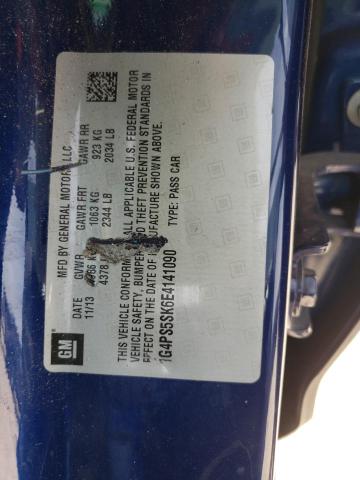 GM
MFD BY GENERAL MOTORS LLC
DATE GVWR GAWR FRT GAWR RR
11/13 KG 1063 KG 923 KG
4378 2344 LB 2034 LB
THIS VEHICLE CONFORMS ALL APPLICABLE U.S. FEDERAL MOTOR
VEHICLE SAFETY, BUMPER THEFT PREVENTION STANDARDS IN
EFFECT ON THE DATE OF MANUFACTURE SHOWN ABOVE.
1G4PS5SK6E4141090 TYPE: PASS CAR